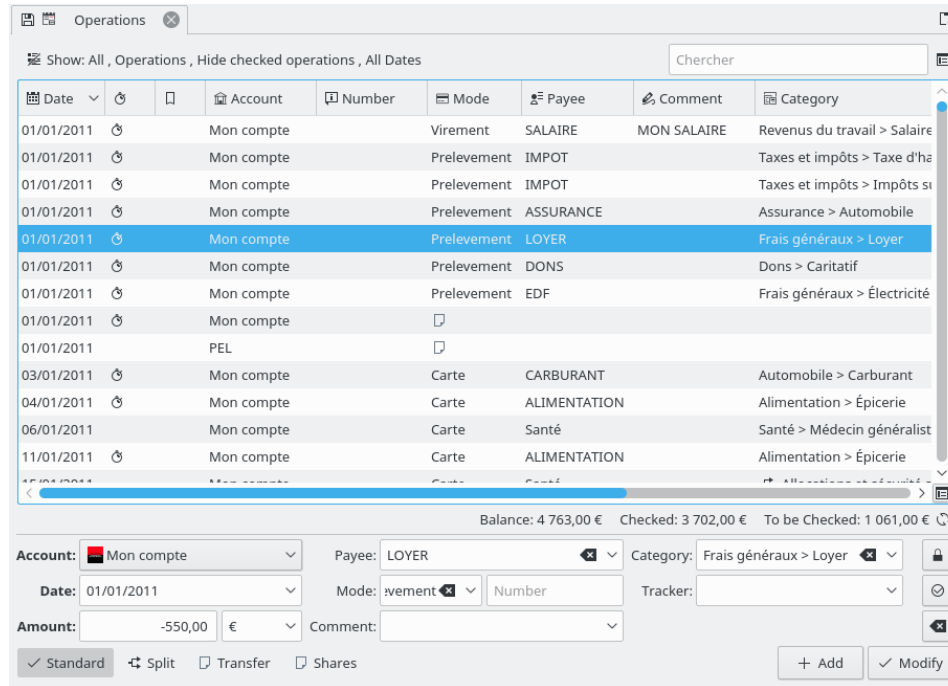 Operations
Show: All , Operations , Hide checked operations , All Dates Chercher
Date Account Number Mode Payee Comment Category
01/01/2011 Mon compte Virement SALAIRE MON SALAIRE Revenus du travail > Salaire
01/01/2011 Mon compte Prelevement IMPOT Taxes et impôts > Taxe d'ha
01/01/2011 Mon compte Prelevement IMPOT Taxes et impôts > Impôts su
01/01/2011 Mon compte Prelevement ASSURANCE Assurance > Automobile
01/01/2011 Mon compte Prelevement LOYER Frais généraux > Loyer
01/01/2011 Mon compte Prelevement DONS Dons > Caritatif
01/01/2011 Mon compte Prelevement EDF Frais généraux > Électricité
01/01/2011 Mon compte
01/01/2011 PEL
03/01/2011 Mon compte Carte CARBURANT Automobile > Carburant
04/01/2011 Mon compte Carte ALIMENTATION Alimentation > Épicerie
06/01/2011 Mon compte Carte Santé Santé > Médecin généralist
11/01/2011 Mon compte Carte ALIMENTATION Alimentation > Épicerie
Balance: 4 763,00 € Checked: 3 702,00 € To be Checked: 1 061,00 €
Account: Mon compte Payee: LOYER Category: Frais généraux > Loyer
Date: 01/01/2011 Mode: evement Number Tracker:
Amount: -550,00 € Comment:
Standard Split Transfer Shares Add Modify